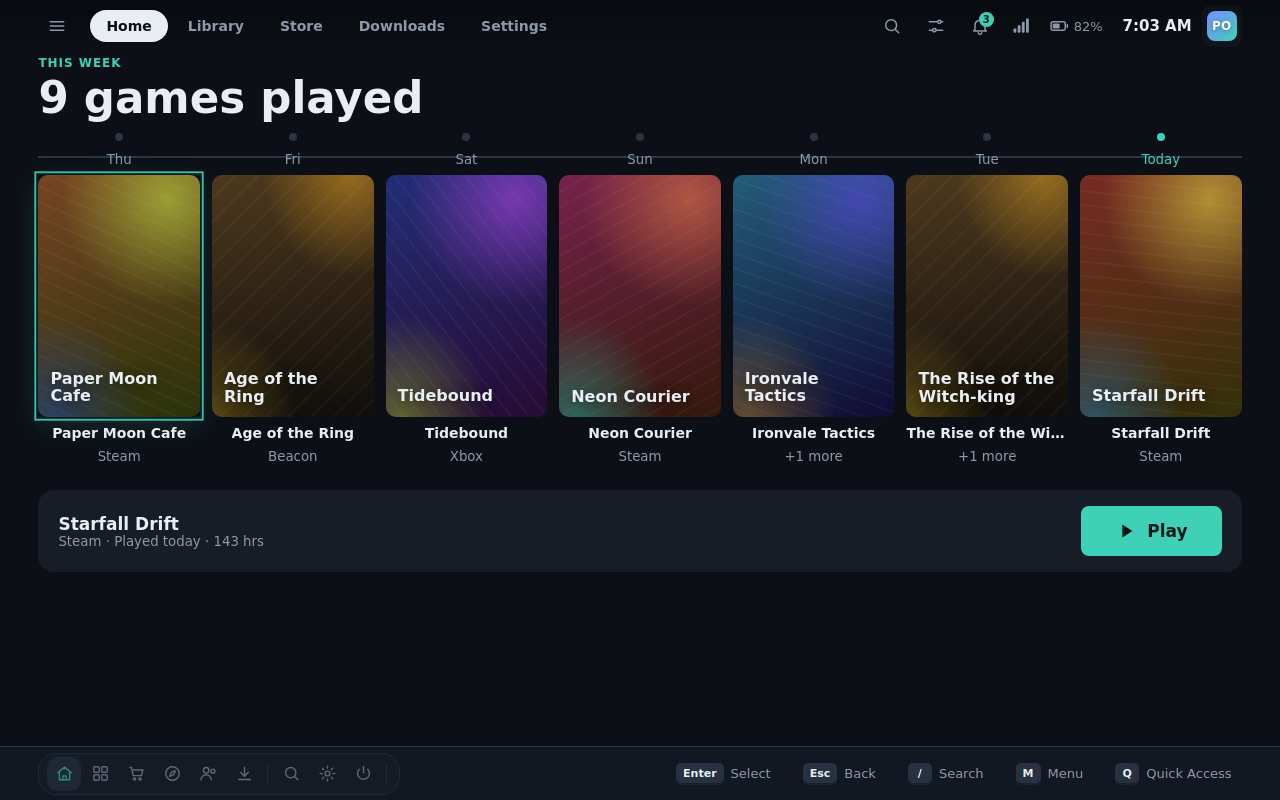 Home Library Store Downloads Settings 3 82% 7:03 AM PO
THIS WEEK
9 games played
Thu Fri Sat Sun Mon Tue Today
Paper Moon Cafe
Age of the Ring
Tidebound
Neon Courier
Ironvale Tactics
The Rise of the Witch-king
Starfall Drift
Paper Moon Cafe Age of the Ring Tidebound Neon Courier Ironvale Tactics The Rise of the Wi... Starfall Drift
Steam Beacon Xbox Steam +1 more +1 more Steam
Starfall Drift
Steam · Played today · 143 hrs
Play
Enter Select Esc Back / Search M Menu Q Quick Access